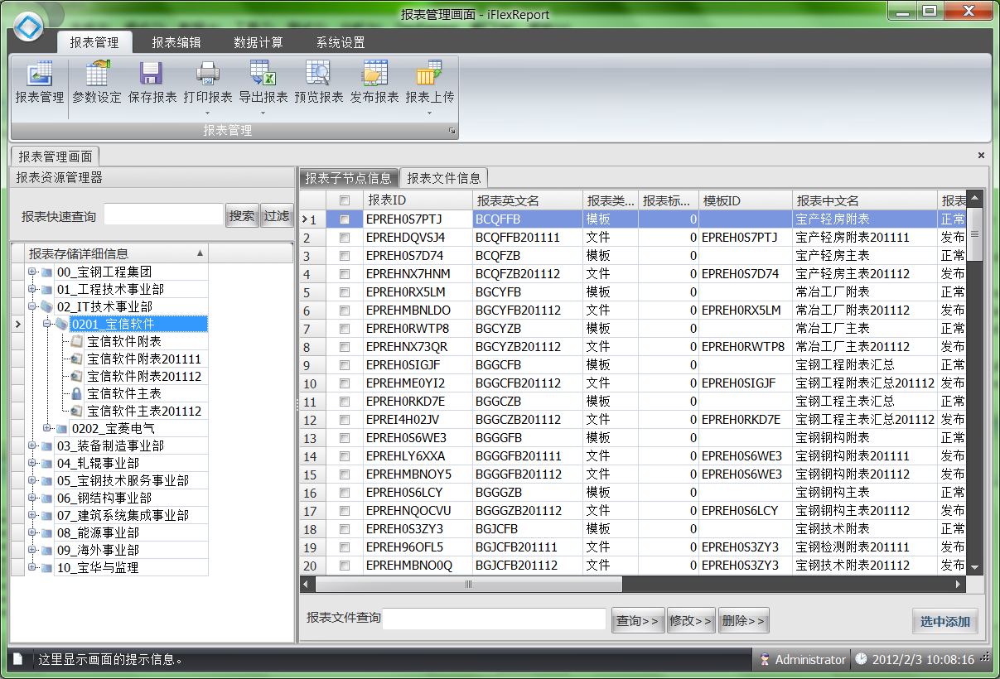 报表管理画面 - iFlexReport
报表管理 报表编辑 数据计算 系统设置
报表管理 参数设定 保存报表 打印报表 导出报表 预览报表 发布报表 报表上传
报表管理
报表管理画面
报表资源管理器
报表快速查询 搜索 过滤
报表存储详细信息
00_宝钢工程集团
01_工程技术事业部
02_IT技术事业部
0201_宝信软件
宝信软件附表
宝信软件附表201111
宝信软件附表201112
宝信软件主表
宝信软件主表201112
0202_宝菱电气
03_装备制造事业部
04_轧辊事业部
05_宝钢技术服务事业部
06_钢结构事业部
07_建筑系统集成事业部
08_能源事业部
09_海外事业部
10_宝华与监理
报表子节点信息 报表文件信息
报表ID 报表英文名 报表类... 报表标... 模板ID 报表中文名 报表
1 EPREH0S7PTJ BCQFFB 模板 0 宝产轻房附表 正常
2 EPREHDQVSJ4 BCQFFB201111 文件 0 EPREH0S7PTJ 宝产轻房附表201111 发布
3 EPREH0S7D74 BCQFZB 模板 0 宝产轻房主表 正常
4 EPREHNX7HNM BCQFZB201112 文件 0 EPREH0S7D74 宝产轻房主表201112 发布
5 EPREH0RX5LM BGCYFB 模板 0 常冶工厂附表 正常
6 EPREHMBNLDO BGCYFB201112 文件 0 EPREH0RX5LM 常冶工厂附表201112 发布
7 EPREH0RWTP8 BGCYZB 模板 0 常冶工厂主表 正常
8 EPREHNX73QR BGCYZB201112 文件 0 EPREH0RWTP8 常冶工厂主表201112 发布
9 EPREH0SIGJF BGGCFB 模板 0 宝钢工程附表汇总 正常
10 EPREHME0YI2 BGGCFB201112 文件 0 EPREH0SIGJF 宝钢工程附表汇总201112 发布
11 EPREH0RKD7E BGGCZB 模板 0 宝钢工程主表汇总 正常
12 EPREI4H02JV BGGCZB201112 文件 0 EPREH0RKD7E 宝钢工程主表汇总201112 发布
13 EPREH0S6WE3 BGGGFB 模板 0 宝钢钢构附表 正常
14 EPREHLY6XXA BGGGFB201111 文件 0 EPREH0S6WE3 宝钢钢构附表201111 发布
15 EPREHMBNOY5 BGGGFB201112 文件 0 EPREH0S6WE3 宝钢钢构附表201112 发布
16 EPREH0S6LCY BGGGZB 模板 0 宝钢钢构主表 正常
17 EPREHNQOCVU BGGGZB201112 文件 0 EPREH0S6LCY 宝钢钢构主表201112 发布
18 EPREH0S3ZY3 BGJCFB 模板 0 宝钢技术附表 正常
19 EPREH96OFL5 BGJCFB201111 文件 0 EPREH0S3ZY3 宝钢检测附表201111 发布
20 EPREHMBNO0Q BGJCFB201112 文件 0 EPREH0S3ZY3 宝钢技术附表201112 发布
报表文件查询 查询>> 修改>> 删除>> 选中添加
这里显示画面的提示信息。 Administrator 2012/2/3 10:08:16